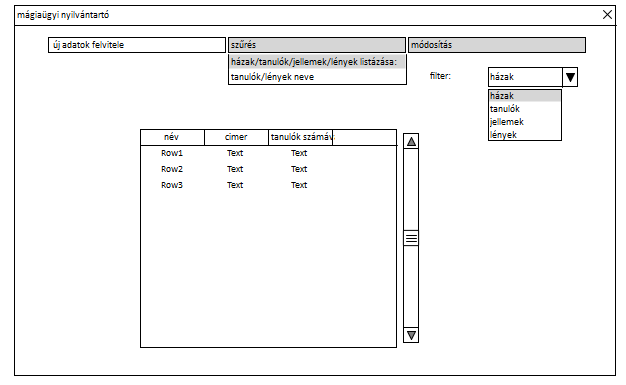 mágiaügyi nyilvántartó
új adatok felvitele szűrés módosítás
házak/tanulók/jellemek/lények listázása:
tanulók/lények neve
filter: házak
házak
tanulók
jellemek
lények
név cimer tanulók számáv
Row1 Text Text
Row2 Text Text
Row3 Text Text